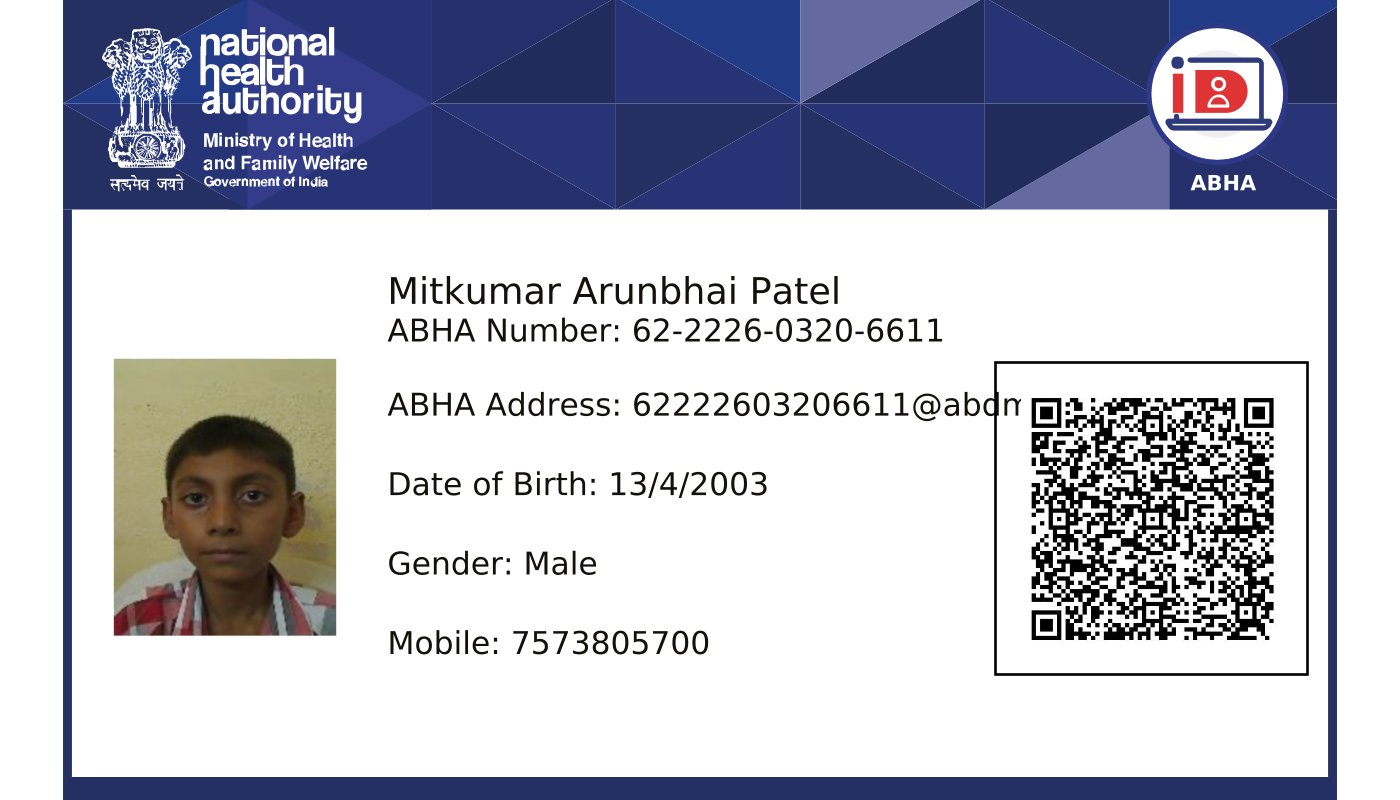 national
health
authority
Ministry of Health
and Family Welfare
Government of India
सत्यमेव जयते
ABHA
Mitkumar Arunbhai Patel
ABHA Number: 62-2226-0320-6611
ABHA Address: 62222603206611@abdm
Date of Birth: 13/4/2003
Gender: Male
Mobile: 7573805700